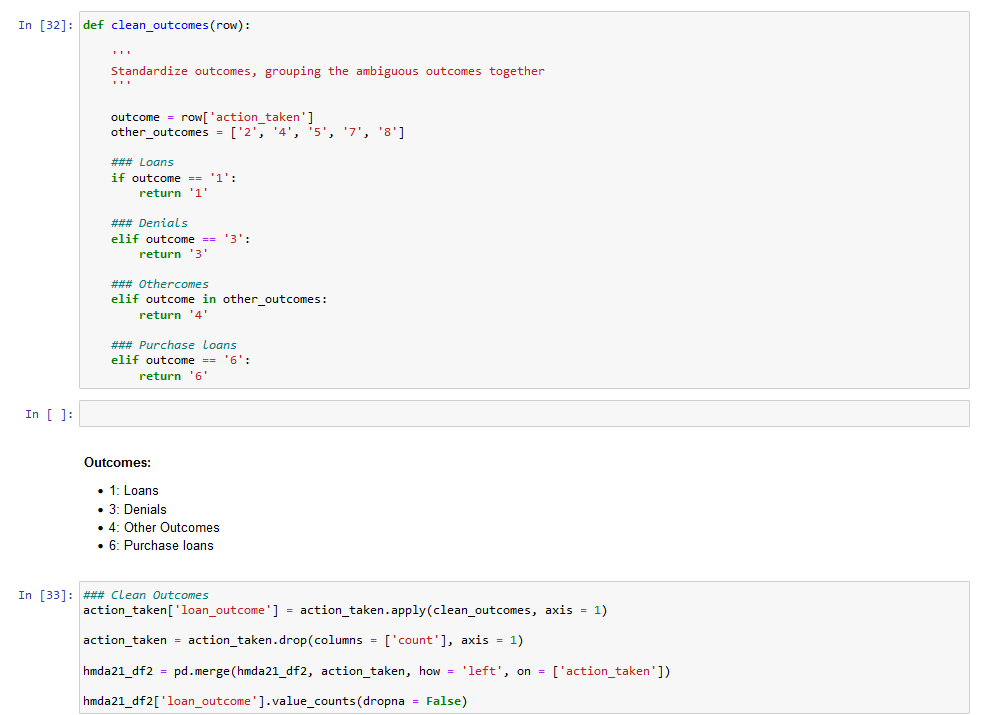 In [32]: def clean_outcomes(row):
'''
Standardize outcomes, grouping the ambiguous outcomes together
'''
outcome = row['action_taken']
other_outcomes = ['2', '4', '5', '7', '8']
### Loans
if outcome == '1':
return '1'
### Denials
elif outcome == '3':
return '3'
### Othercomes
elif outcome in other_outcomes:
return '4'
### Purchase loans
elif outcome == '6':
return '6'
In [ ]:
Outcomes:
• 1: Loans
• 3: Denials
• 4: Other Outcomes
• 6: Purchase loans
In [33]: ### Clean Outcomes
action_taken['loan_outcome'] = action_taken.apply(clean_outcomes, axis = 1)
action_taken = action_taken.drop(columns = ['count'], axis = 1)
hmda21_df2 = pd.merge(hmda21_df2, action_taken, how = 'left', on = ['action_taken'])
hmda21_df2['loan_outcome'].value_counts(dropna = False)